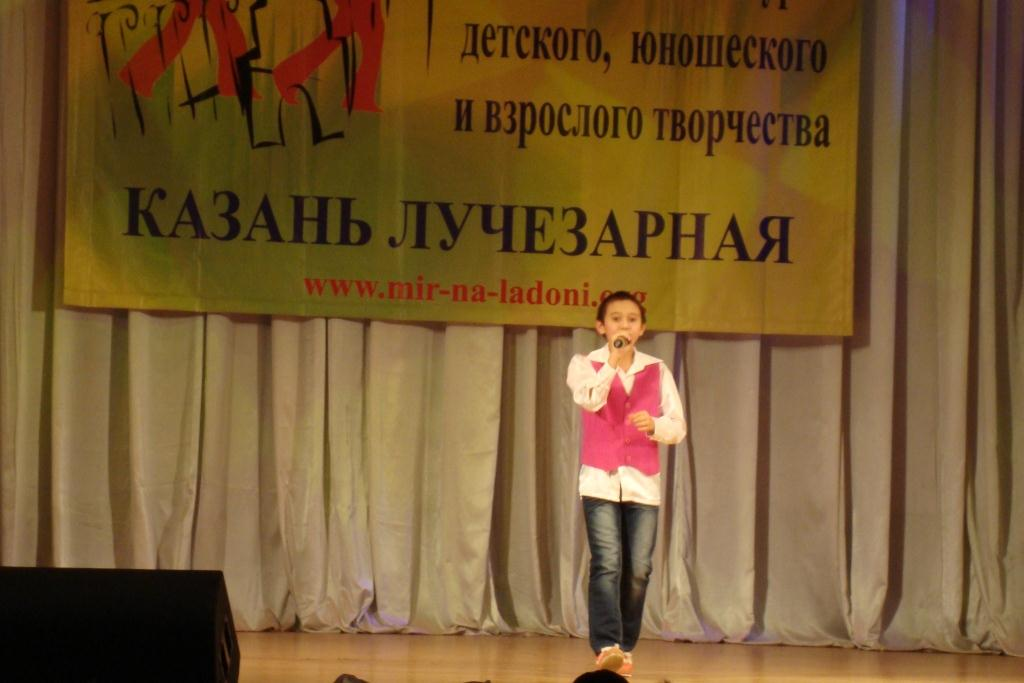 детского, юношеского
и взрослого творчества
КАЗАНЬ ЛУЧЕЗАРНАЯ
www.mir-na-ladoni.org